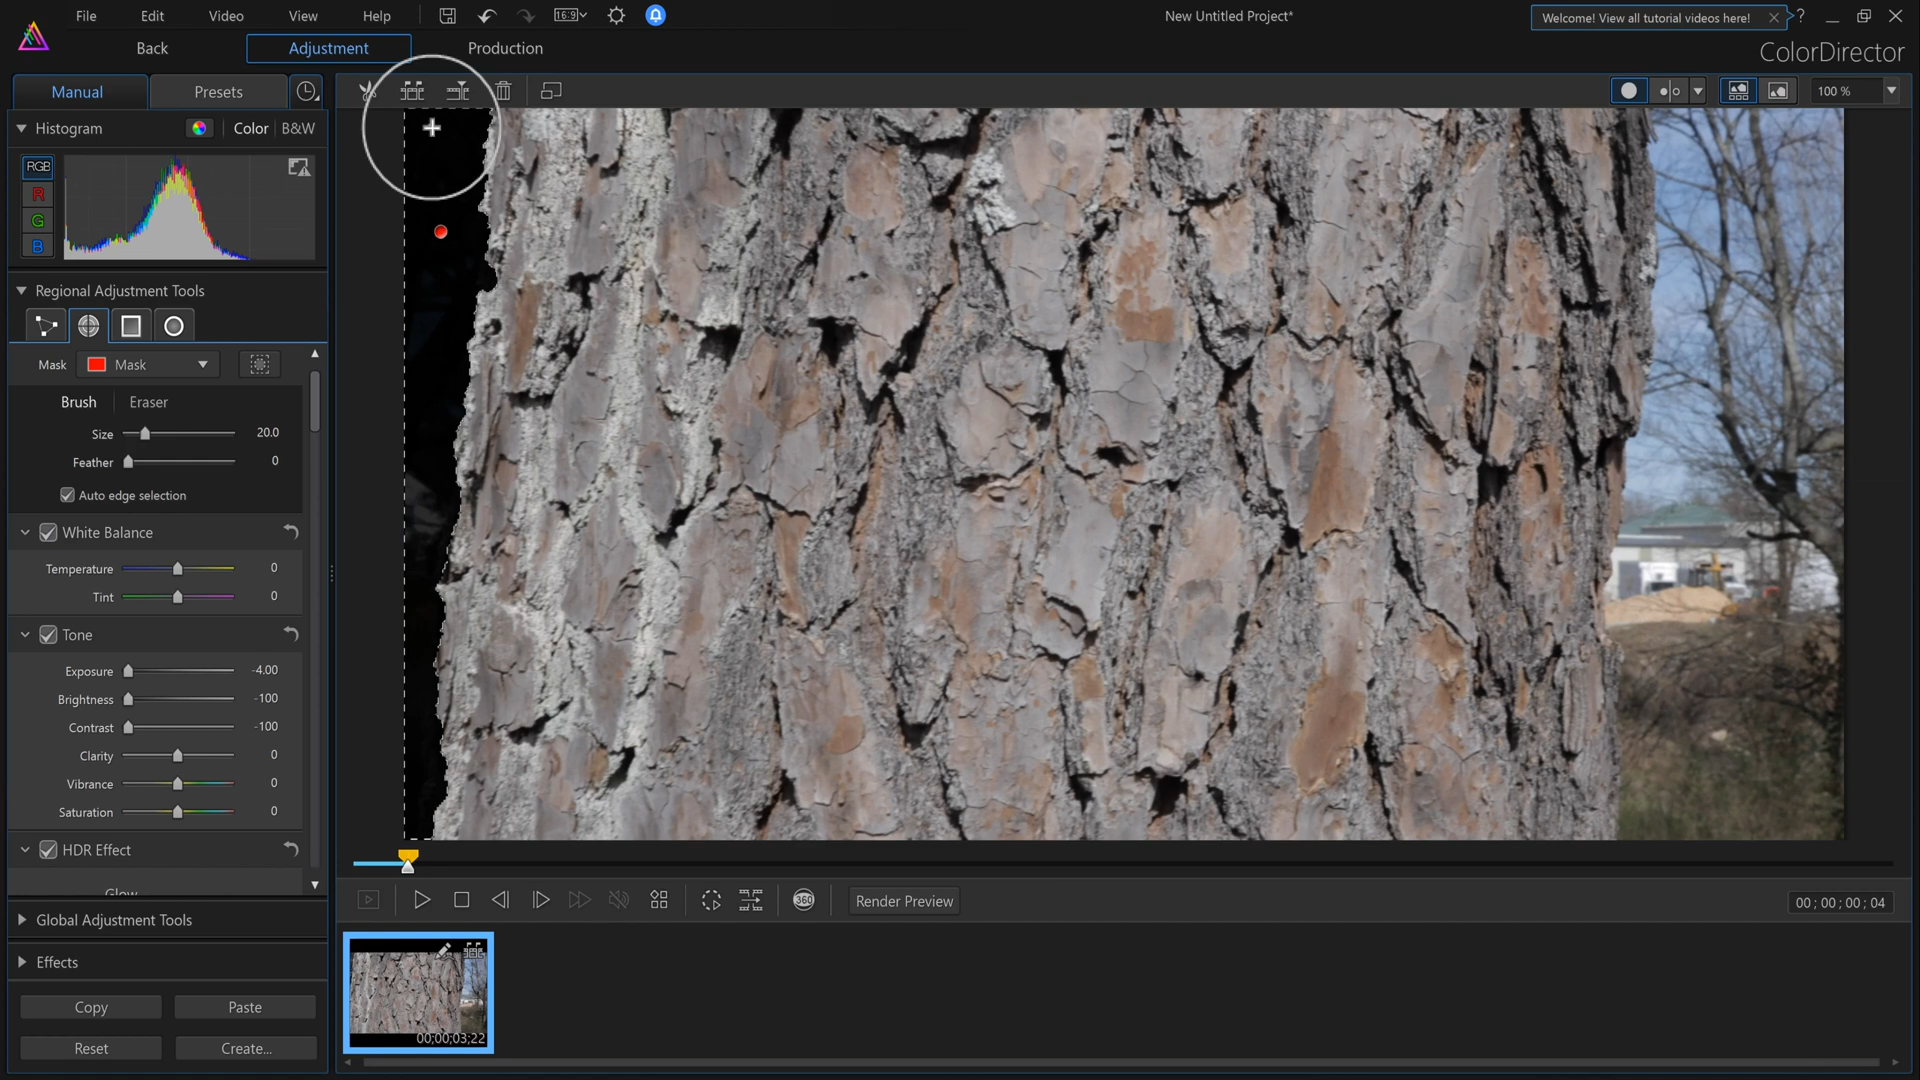 File Edit Video View Help 16:9 New Untitled Project* Welcome! View all tutorial videos here! ?
Back Adjustment Production ColorDirector
Manual Presets 100 %
Histogram Color B&W
RGB
R
G
B
Regional Adjustment Tools
Mask Mask
Brush Eraser
Size 20.0
Feather 0
Auto edge selection
White Balance
Temperature 0
Tint 0
Tone
Exposure -4.00
Brightness -100
Contrast -100
Clarity 0
Vibrance 0
Saturation 0
HDR Effect
Glow
360 Render Preview 00 ; 00 ; 00 ; 04
Global Adjustment Tools
Effects
Copy Paste
00;00;03;22
Reset Create...